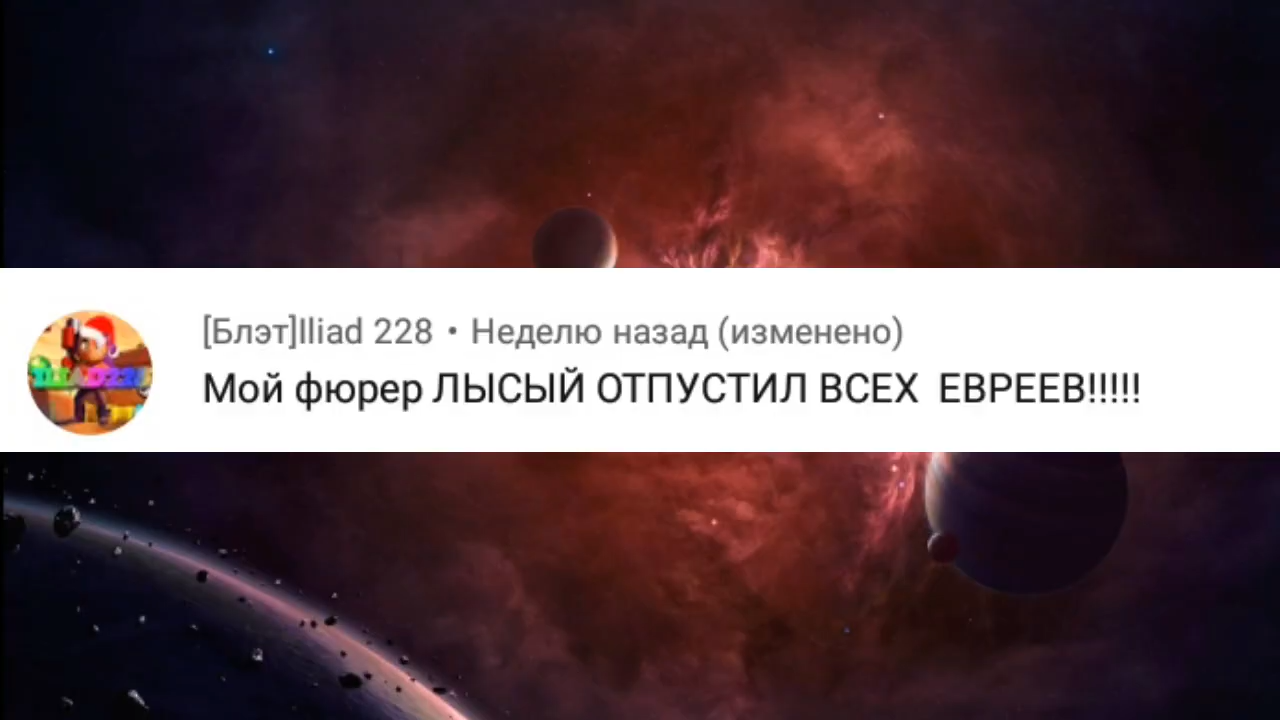 [Блэт]Iliad 228 • Неделю назад (изменено)
Мой фюрер ЛЫСЫЙ ОТПУСТИЛ ВСЕХ  ЕВРЕЕВ!!!!!